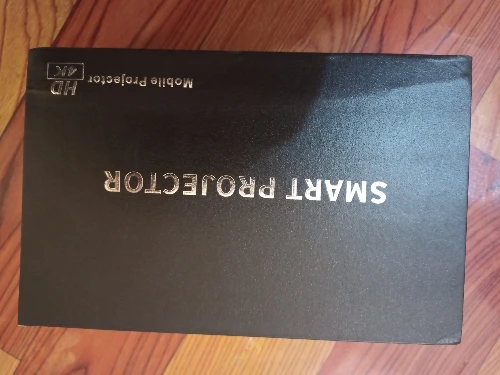 SMART PROJECTOR
Mobile Projector
HD
4K